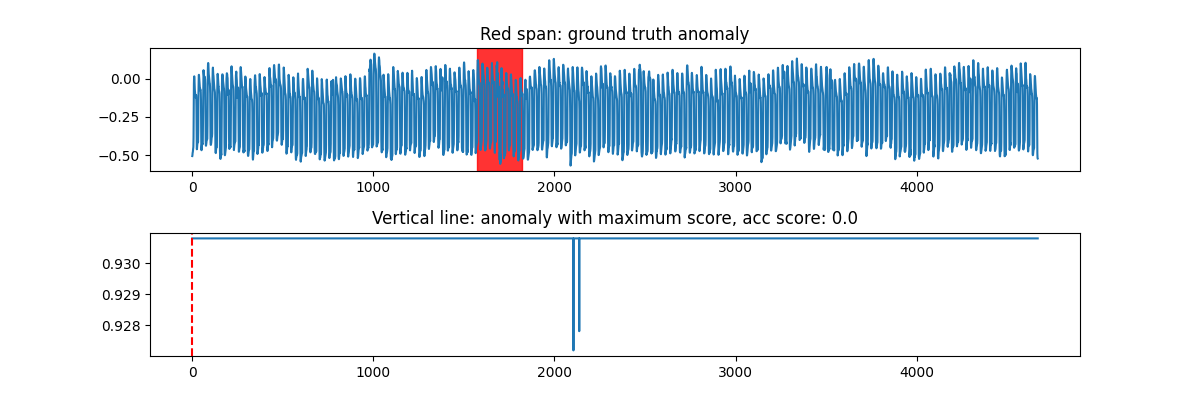 Red span: ground truth anomaly
0.00
−0.25
−0.50
0 1000 2000 3000 4000
Vertical line: anomaly with maximum score, acc score: 0.0
0.930
0.929
0.928
0 1000 2000 3000 4000